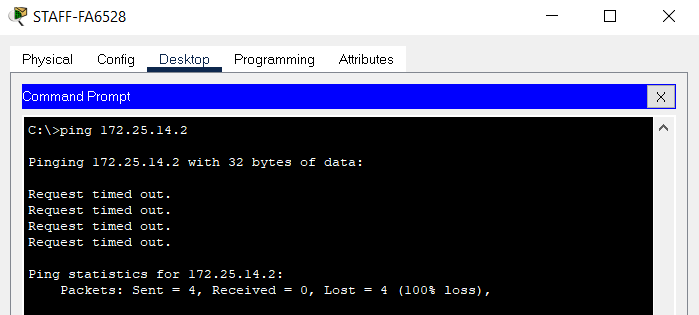 STAFF-FA6528
Physical Config Desktop Programming Attributes
Command Prompt X
C:\>ping 172.25.14.2
Pinging 172.25.14.2 with 32 bytes of data:
Request timed out.
Request timed out.
Request timed out.
Request timed out.
Ping statistics for 172.25.14.2:
Packets: Sent = 4, Received = 0, Lost = 4 (100% loss),